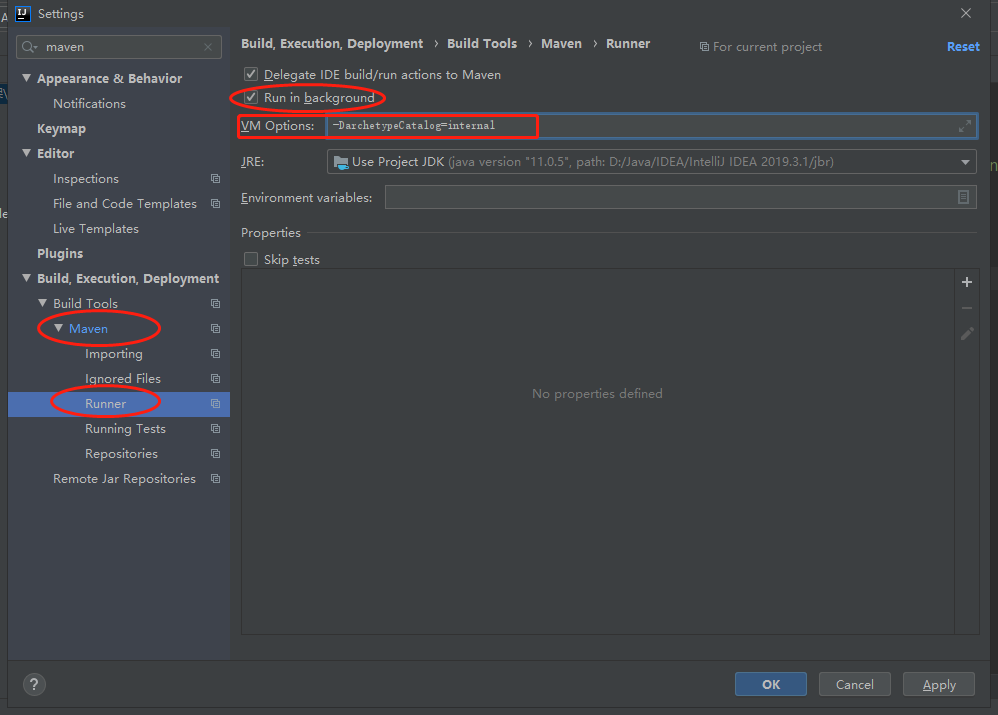 Settings
maven
Appearance & Behavior
Notifications
Keymap
Editor
Inspections
File and Code Templates
Live Templates
Plugins
Build, Execution, Deployment
Build Tools
Maven
Importing
Ignored Files
Runner
Running Tests
Repositories
Remote Jar Repositories
Build, Execution, Deployment › Build Tools › Maven › Runner For current project Reset
Delegate IDE build/run actions to Maven
Run in background
VM Options: -DarchetypeCatalog=internal
JRE: Use Project JDK (java version "11.0.5", path: D:/Java/IDEA/IntelliJ IDEA 2019.3.1/jbr)
Environment variables:
Properties
Skip tests
No properties defined
? OK Cancel Apply